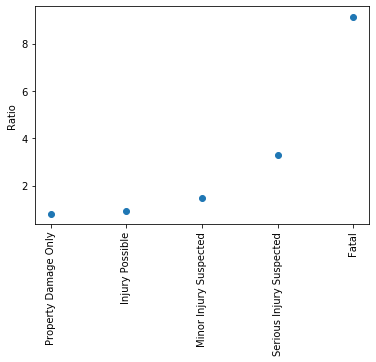 8
6
4
2
Ratio
Property Damage Only
Injury Possible
Minor Injury Suspected
Serious Injury Suspected
Fatal